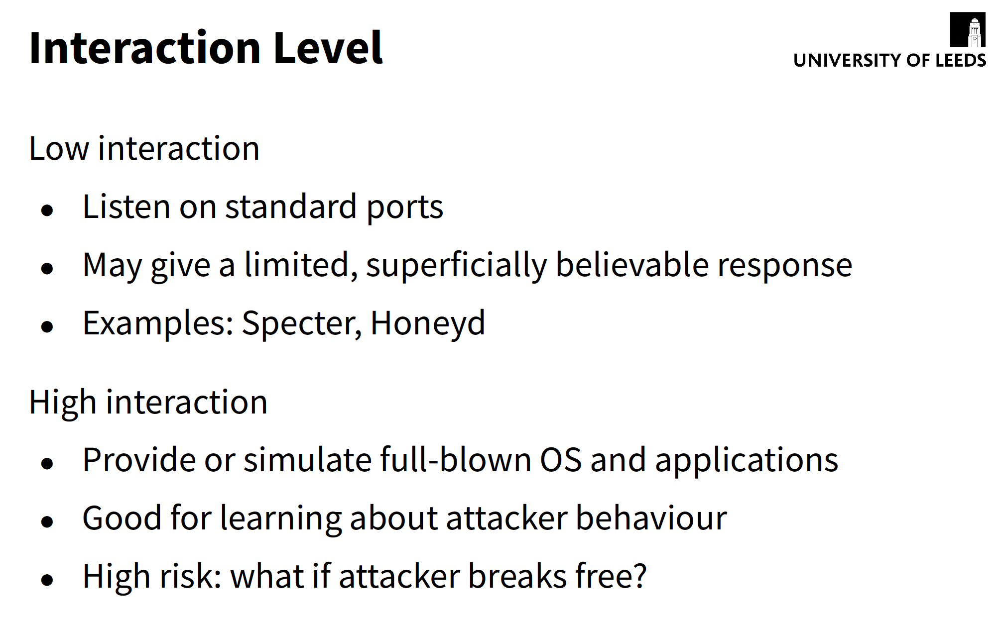 Interaction Level
UNIVERSITY OF LEEDS
Low interaction
● Listen on standard ports
● May give a limited, superficially believable response
● Examples: Specter, Honeyd
High interaction
● Provide or simulate full-blown OS and applications
● Good for learning about attacker behaviour
● High risk: what if attacker breaks free?